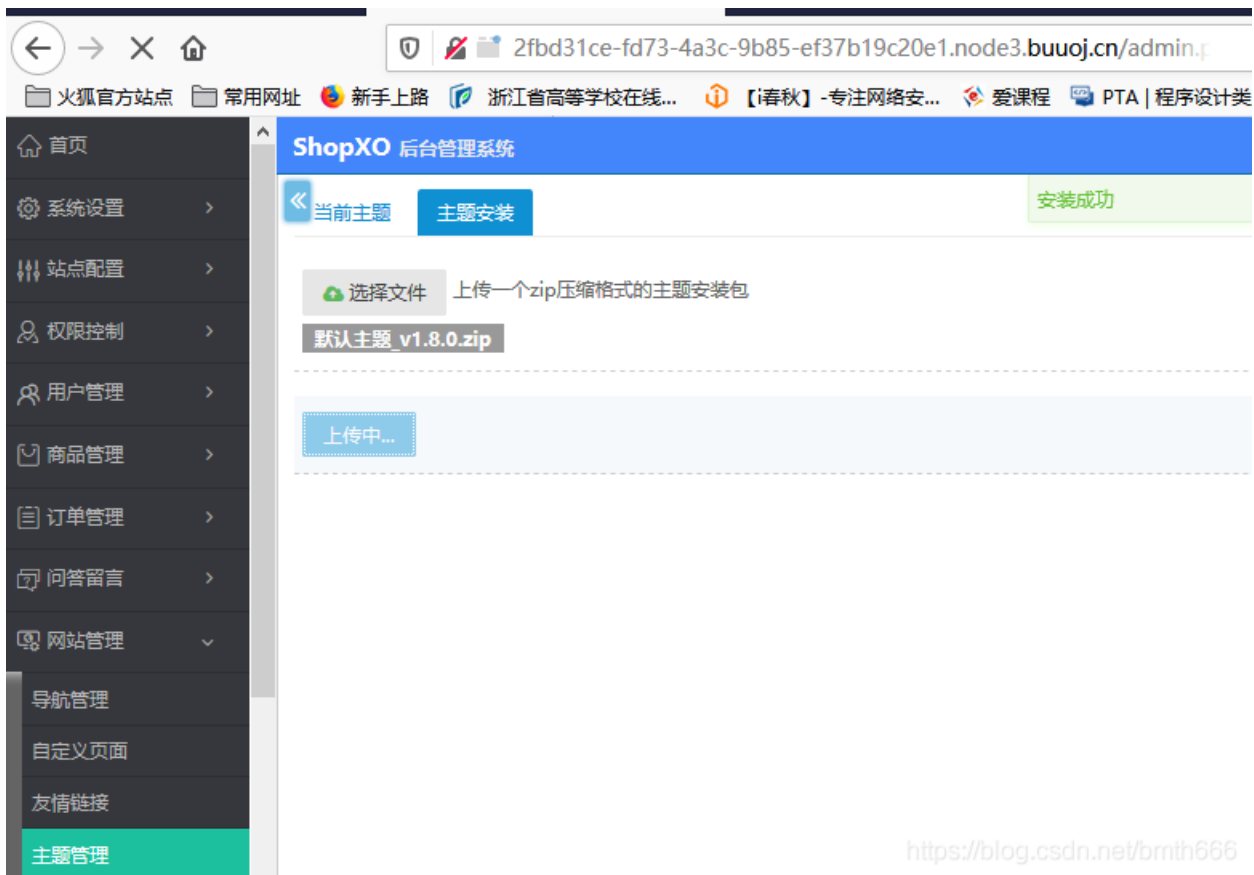 2fbd31ce-fd73-4a3c-9b85-ef37b19c20e1.node3.buuoj.cn/admin.p
火狐官方站点 常用网址 新手上路 浙江省高等学校在线... 【i春秋】-专注网络安... 爱课程 PTA | 程序设计类
首页
ShopXO 后台管理系统
系统设置
当前主题 主题安装
安装成功
站点配置
选择文件 上传一个zip压缩格式的主题安装包
权限控制
默认主题_v1.8.0.zip
用户管理
上传中...
商品管理
订单管理
问答留言
网站管理
导航管理
自定义页面
友情链接
主题管理
https://blog.csdn.net/bmth666